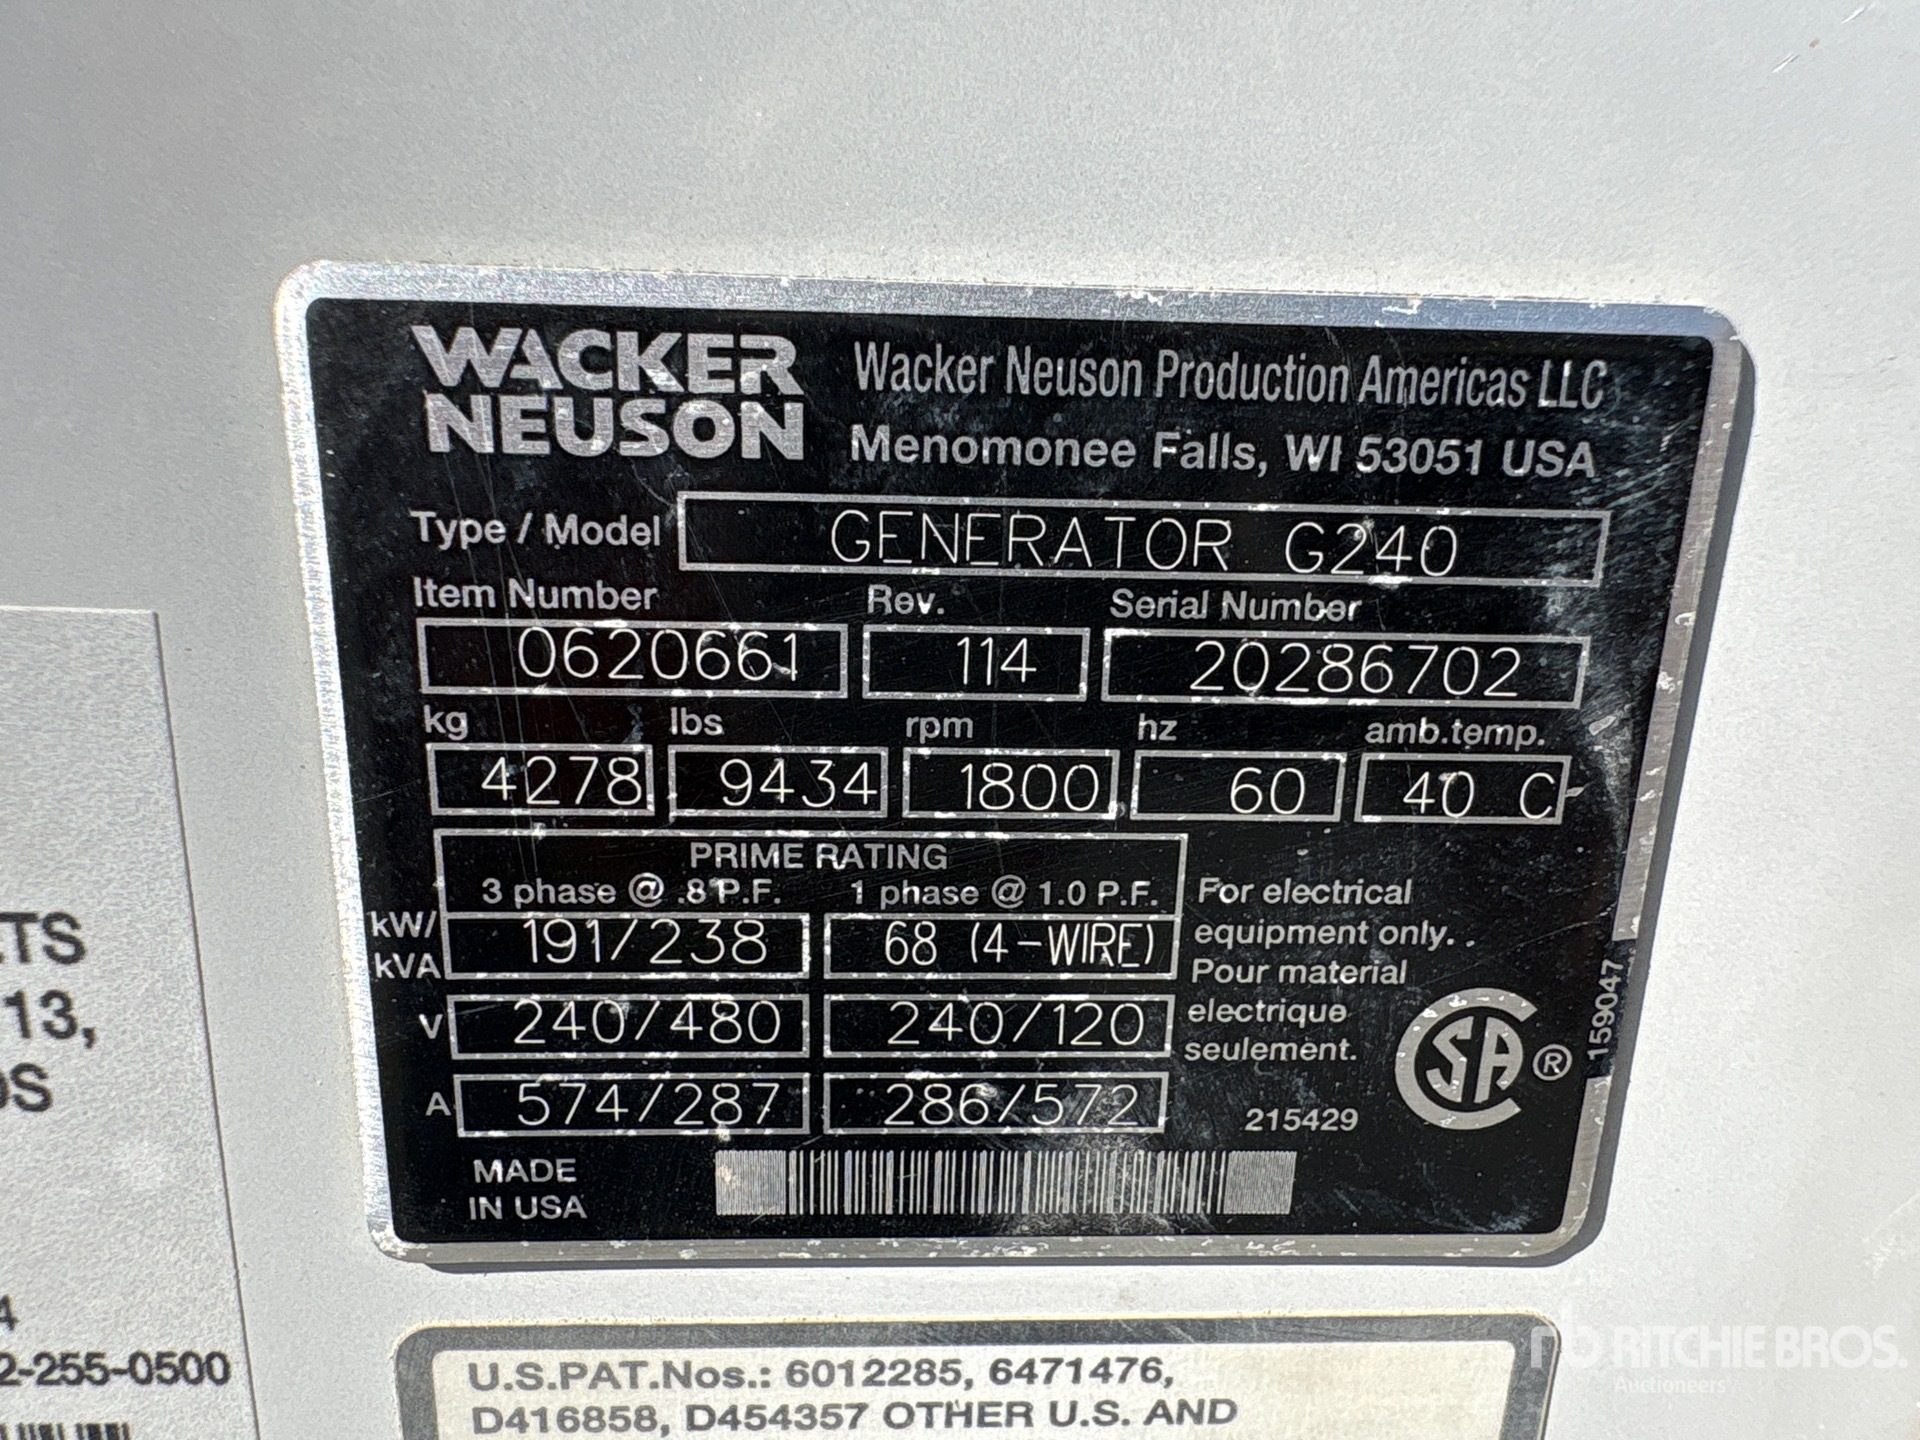 WACKER
NEUSON
Wacker Neuson Production Americas LLC
Menomonee Falls, WI 53051 USA
Type / Model GENERATOR G240
Item Number Rev. Serial Number
0620661 114 20286702
kg lbs rpm hz amb.temp.
4278 9434 1800 60 40 C
PRIME RATING
3 phase @ .8 P.F. 1 phase @ 1.0 P.F.
kW/
kVA
191/238 68 (4-WIRE)
V 240/480 240/120
A 574/287 286/572
For electrical
equipment only. .
Pour material
electrique
seulement.
215429
CSA ®
159047
MADE
IN USA
U.S.PAT.Nos.: 6012285, 6471476,
D416858, D454357 OTHER U.S. AND
13,
2-255-0500
rb RITCHIE BROS.
Auctioneers